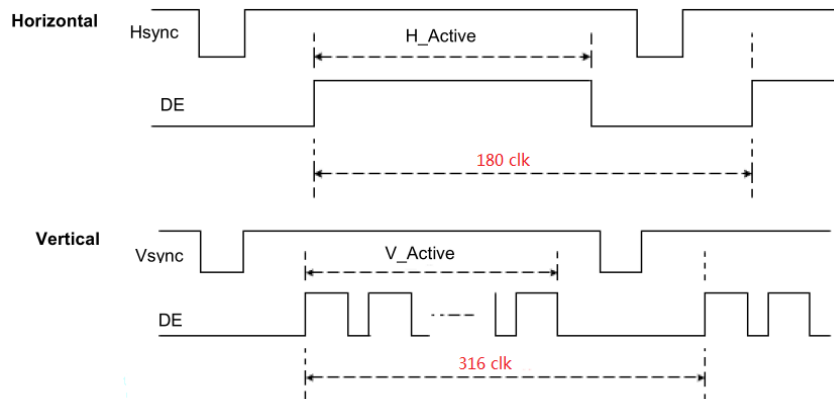 Horizontal
Hsync
H_Active
DE
180 clk
Vertical
Vsync
V_Active
DE
316 clk